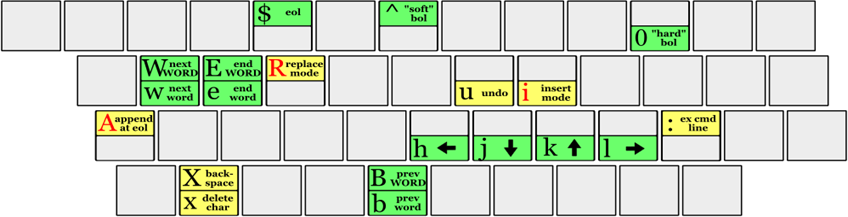 $ eol
^ "soft" bol
0 "hard" bol
W next WORD
w next word
E end WORD
e end word
R replace mode
u undo
i insert mode
A append at eol
h ←
j ↓
k ↑
l →
: ex cmd line
X back-space
x delete char
B prev WORD
b prev word